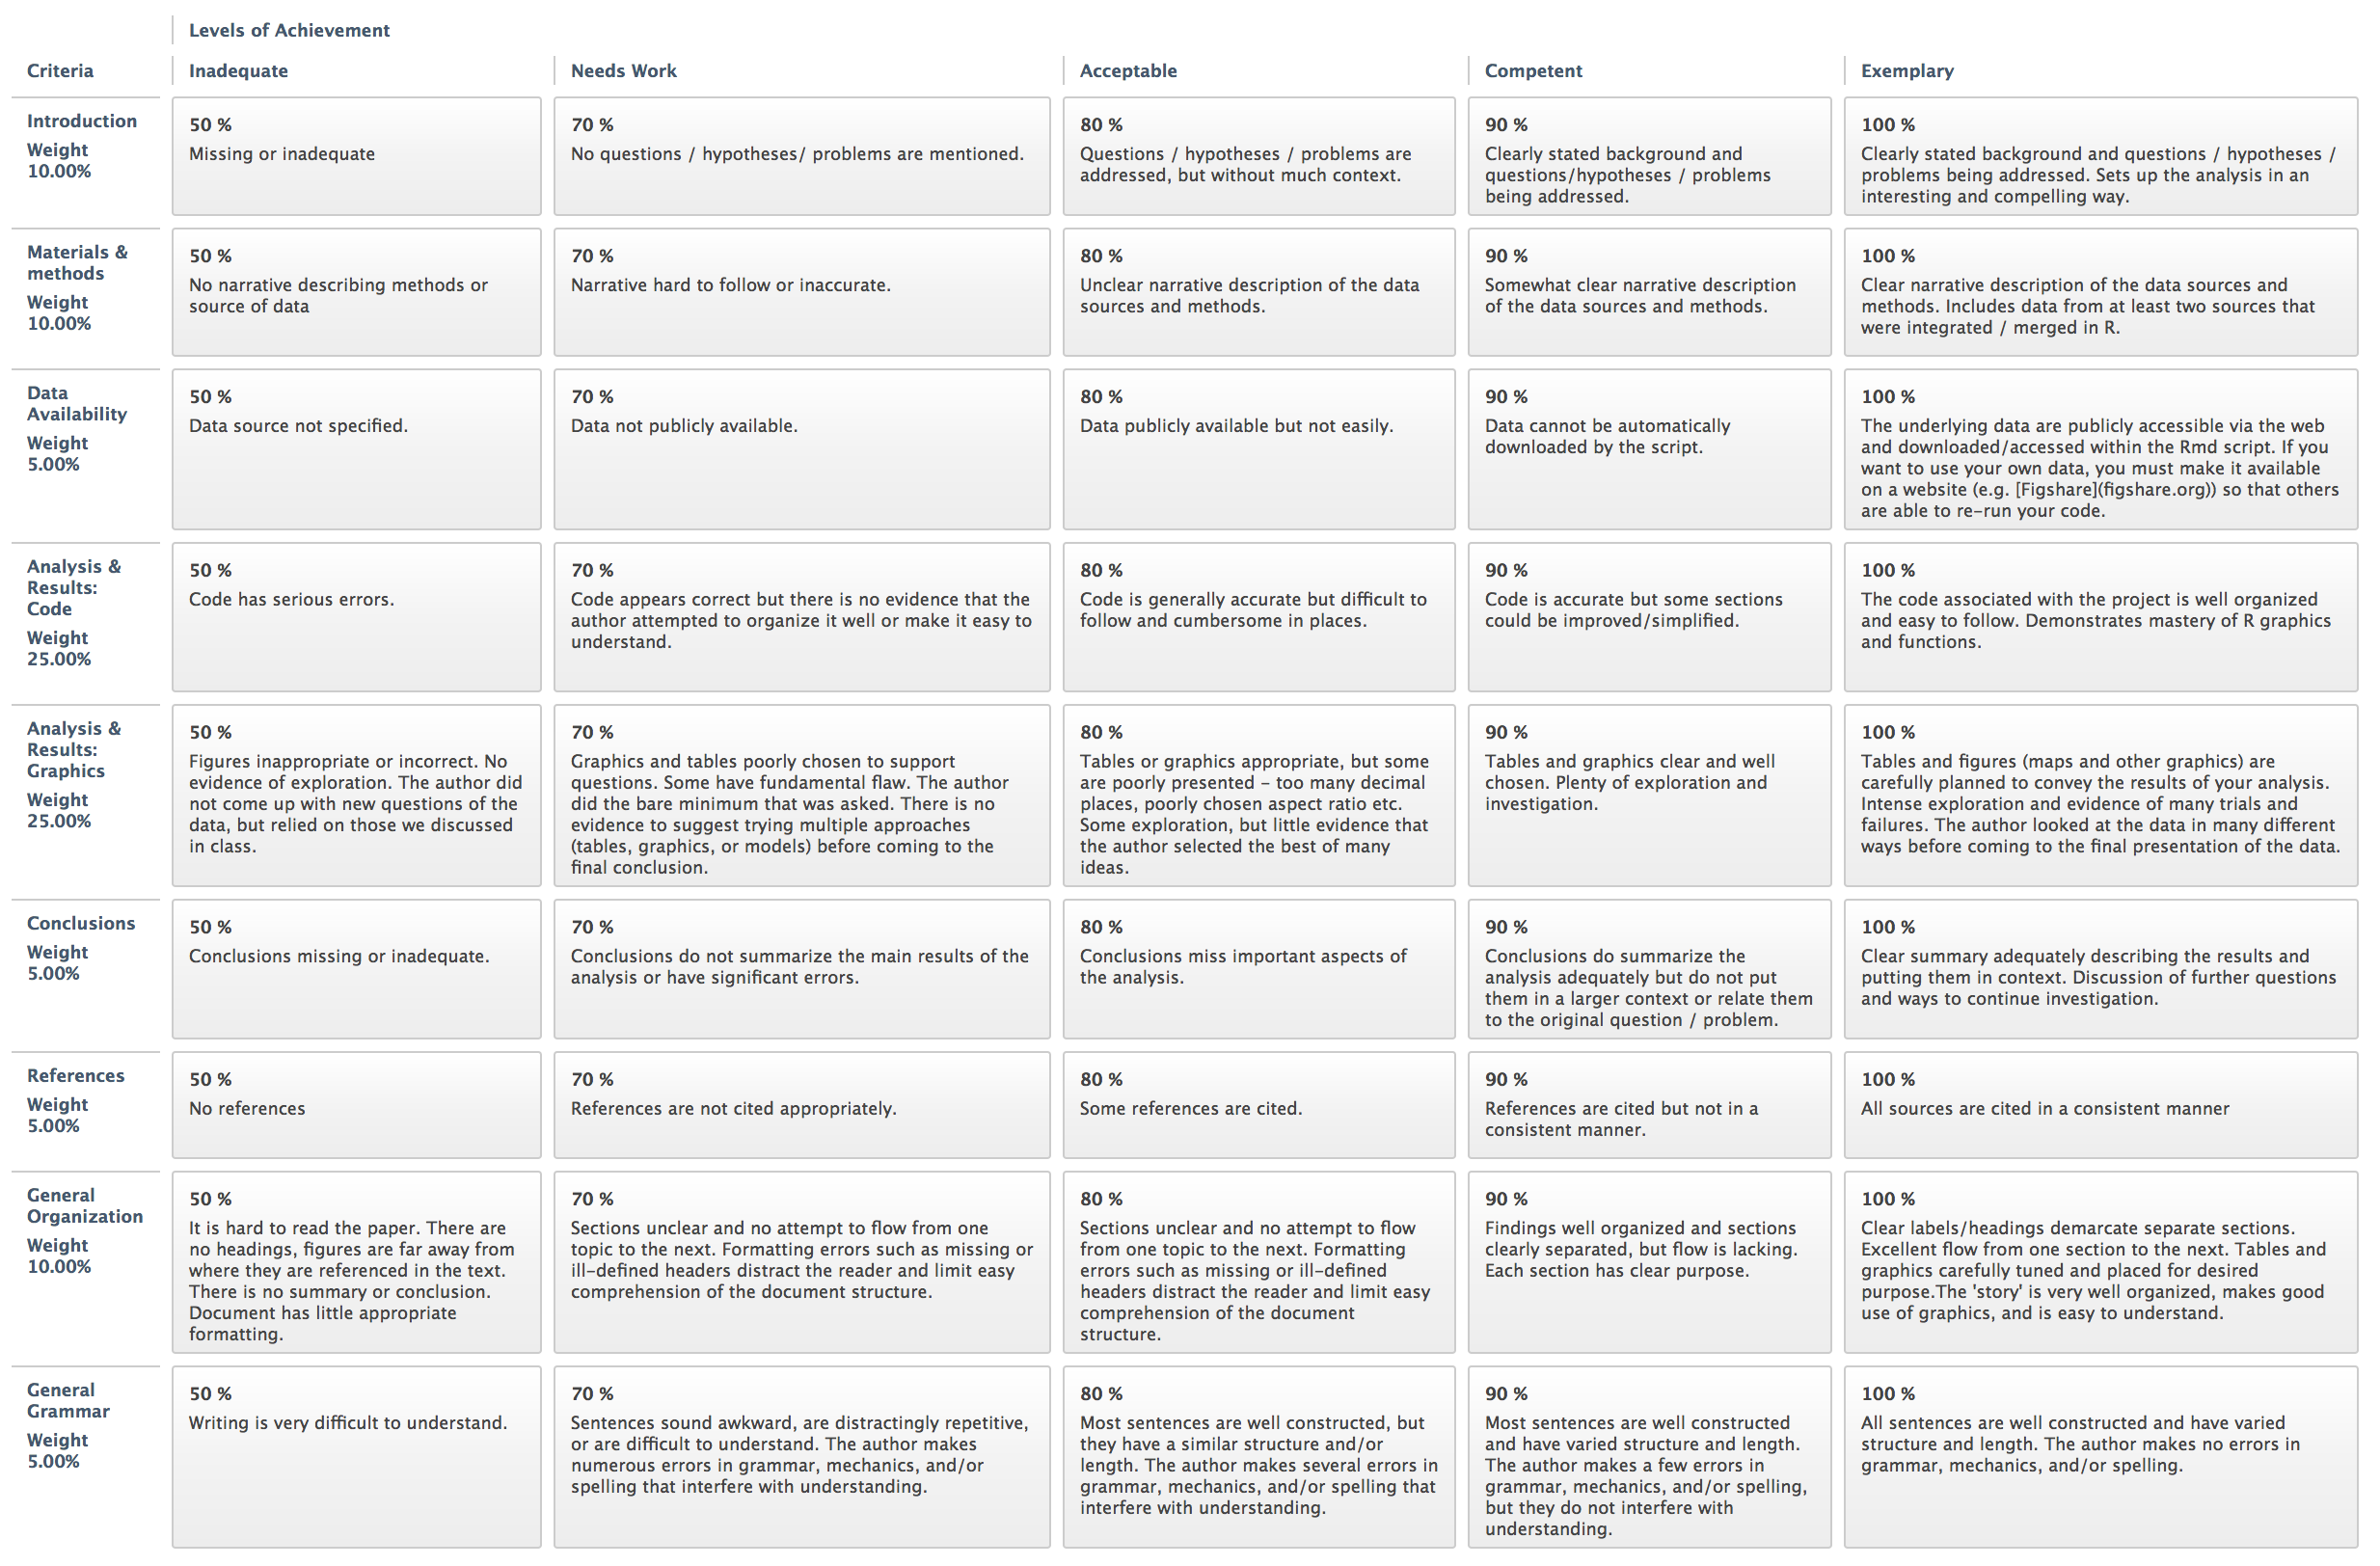 Levels of Achievement
Criteria
Inadequate
Needs Work
Acceptable
Competent
Exemplary
Introduction
Weight
10.00%
50 %
Missing or inadequate
70 %
No questions / hypotheses/ problems are mentioned.
80 %
Questions / hypotheses / problems are
addressed, but without much context.
90 %
Clearly stated background and
questions/hypotheses / problems
being addressed.
100 %
Clearly stated background and questions / hypotheses /
problems being addressed. Sets up the analysis in an
interesting and compelling way.
Materials &
methods
Weight
10.00%
50 %
No narrative describing methods or
source of data
70 %
Narrative hard to follow or inaccurate.
80 %
Unclear narrative description of the data
sources and methods.
90 %
Somewhat clear narrative description
of the data sources and methods.
100 %
Clear narrative description of the data sources and
methods. Includes data from at least two sources that
were integrated / merged in R.
Data
Availability
Weight
5.00%
50 %
Data source not specified.
70 %
Data not publicly available.
80 %
Data publicly available but not easily.
90 %
Data cannot be automatically
downloaded by the script.
100 %
The underlying data are publicly accessible via the web
and downloaded/accessed within the Rmd script. If you
want to use your own data, you must make it available
on a website (e.g. [Figshare](figshare.org)) so that others
are able to re-run your code.
Analysis &
Results:
Code
Weight
25.00%
50 %
Code has serious errors.
70 %
Code appears correct but there is no evidence that the
author attempted to organize it well or make it easy to
understand.
80 %
Code is generally accurate but difficult to
follow and cumbersome in places.
90 %
Code is accurate but some sections
could be improved/simplified.
100 %
The code associated with the project is well organized
and easy to follow. Demonstrates mastery of R graphics
and functions.
Analysis &
Results:
Graphics
Weight
25.00%
50 %
Figures inappropriate or incorrect. No
evidence of exploration. The author did
not come up with new questions of the
data, but relied on those we discussed
in class.
70 %
Graphics and tables poorly chosen to support
questions. Some have fundamental flaw. The author
did the bare minimum that was asked. There is no
evidence to suggest trying multiple approaches
(tables, graphics, or models) before coming to the
final conclusion.
80 %
Tables or graphics appropriate, but some
are poorly presented - too many decimal
places, poorly chosen aspect ratio etc.
Some exploration, but little evidence that
the author selected the best of many
ideas.
90 %
Tables and graphics clear and well
chosen. Plenty of exploration and
investigation.
100 %
Tables and figures (maps and other graphics) are
carefully planned to convey the results of your analysis.
Intense exploration and evidence of many trials and
failures. The author looked at the data in many different
ways before coming to the final presentation of the data.
Conclusions
Weight
5.00%
50 %
Conclusions missing or inadequate.
70 %
Conclusions do not summarize the main results of the
analysis or have significant errors.
80 %
Conclusions miss important aspects of
the analysis.
90 %
Conclusions do summarize the
analysis adequately but do not put
them in a larger context or relate them
to the original question / problem.
100 %
Clear summary adequately describing the results and
putting them in context. Discussion of further questions
and ways to continue investigation.
References
Weight
5.00%
50 %
No references
70 %
References are not cited appropriately.
80 %
Some references are cited.
90 %
References are cited but not in a
consistent manner.
100 %
All sources are cited in a consistent manner
General
Organization
Weight
10.00%
50 %
It is hard to read the paper. There are
no headings, figures are far away from
where they are referenced in the text.
There is no summary or conclusion.
Document has little appropriate
formatting.
70 %
Sections unclear and no attempt to flow from one
topic to the next. Formatting errors such as missing or
ill-defined headers distract the reader and limit easy
comprehension of the document structure.
80 %
Sections unclear and no attempt to flow
from one topic to the next. Formatting
errors such as missing or ill-defined
headers distract the reader and limit easy
comprehension of the document
structure.
90 %
Findings well organized and sections
clearly separated, but flow is lacking.
Each section has clear purpose.
100 %
Clear labels/headings demarcate separate sections.
Excellent flow from one section to the next. Tables and
graphics carefully tuned and placed for desired
purpose.The 'story' is very well organized, makes good
use of graphics, and is easy to understand.
General
Grammar
Weight
5.00%
50 %
Writing is very difficult to understand.
70 %
Sentences sound awkward, are distractingly repetitive,
or are difficult to understand. The author makes
numerous errors in grammar, mechanics, and/or
spelling that interfere with understanding.
80 %
Most sentences are well constructed, but
they have a similar structure and/or
length. The author makes several errors in
grammar, mechanics, and/or spelling that
interfere with understanding.
90 %
Most sentences are well constructed
and have varied structure and length.
The author makes a few errors in
grammar, mechanics, and/or spelling,
but they do not interfere with
understanding.
100 %
All sentences are well constructed and have varied
structure and length. The author makes no errors in
grammar, mechanics, and/or spelling.